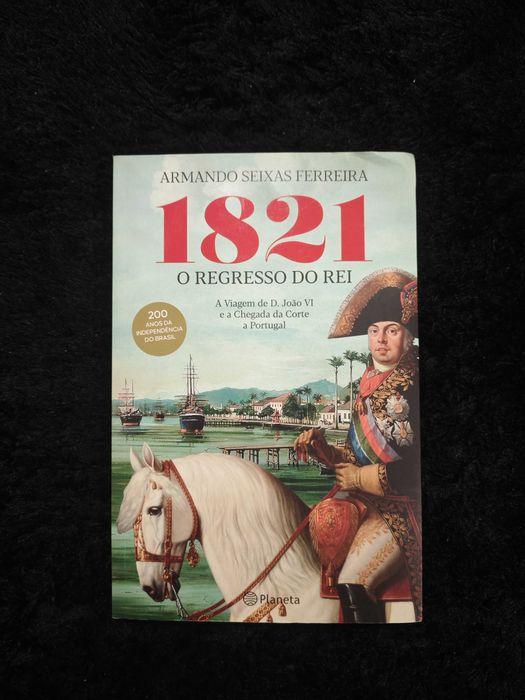 ARMANDO SEIXAS FERREIRA
1821
O REGRESSO DO REI
A Viagem de D. João VI
e a Chegada da Corte
a Portugal
200
ANOS DA
INDEPENDÊNCIA
DO BRASIL
Planeta